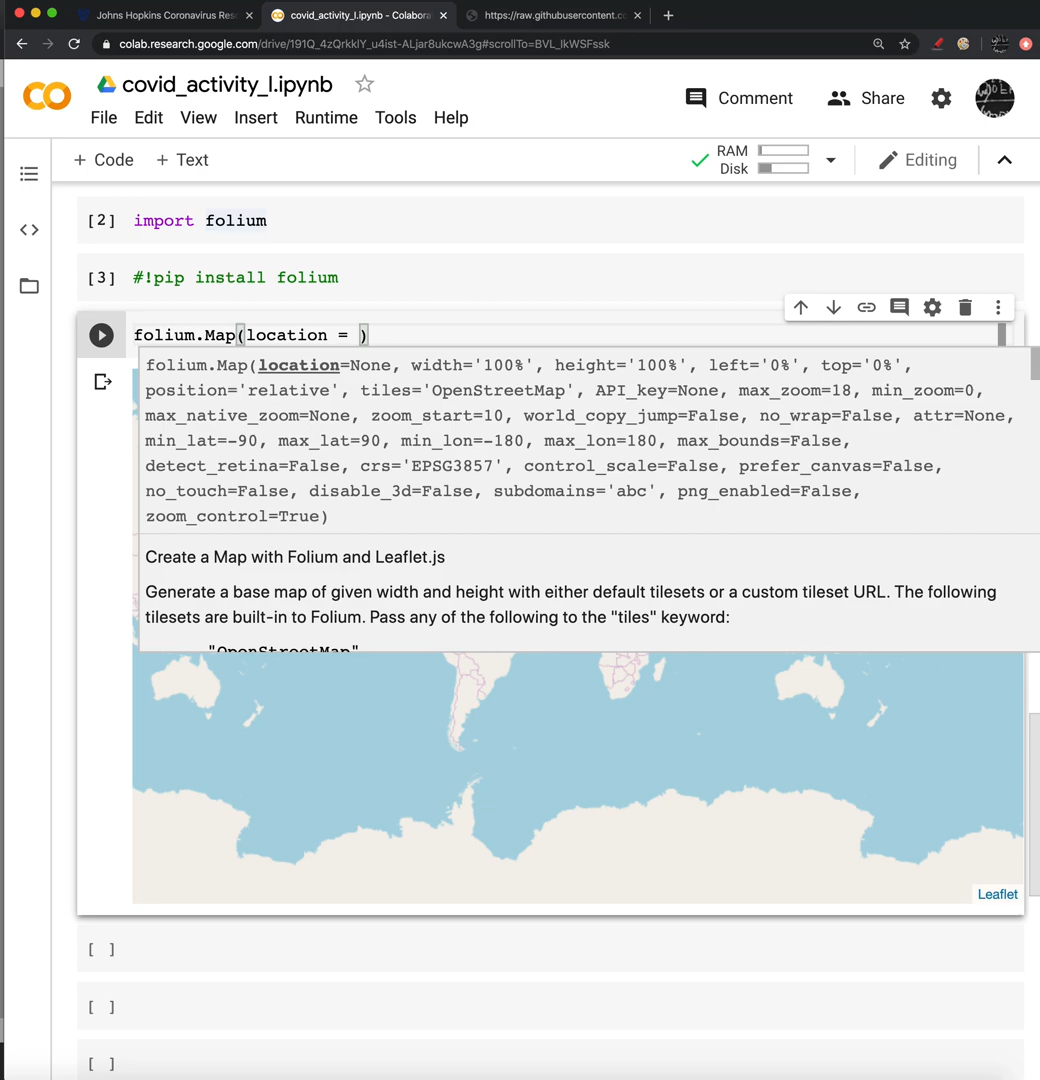 Johns Hopkins Coronavirus Res
covid_activity_I.ipynb - Colabora
https://raw.githubusercontent.cc
colab.research.google.com/drive/191Q_4zQrkklY_u4ist-ALjar8ukcwA3g#scrollTo=BVL_lkWSFssk
covid_activity_I.ipynb
File Edit View Insert Runtime Tools Help
Comment Share
+ Code + Text
RAM
Disk
Editing
[2] import folium
[3] #!pip install folium
folium.Map(location = )
folium.Map(location=None, width='100%', height='100%', left='0%', top='0%',
position='relative', tiles='OpenStreetMap', API_key=None, max_zoom=18, min_zoom=0,
max_native_zoom=None, zoom_start=10, world_copy_jump=False, no_wrap=False, attr=None,
min_lat=-90, max_lat=90, min_lon=-180, max_lon=180, max_bounds=False,
detect_retina=False, crs='EPSG3857', control_scale=False, prefer_canvas=False,
no_touch=False, disable_3d=False, subdomains='abc', png_enabled=False,
zoom_control=True)
Create a Map with Folium and Leaflet.js
Generate a base map of given width and height with either default tilesets or a custom tileset URL. The following
tilesets are built-in to Folium. Pass any of the following to the "tiles" keyword:
"OpenStreetMap"
Leaflet
[ ]
[ ]
[ ]